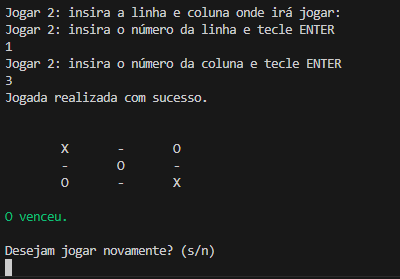 Jogar 2: insira a linha e coluna onde irá jogar:
Jogar 2: insira o número da linha e tecle ENTER
1
Jogar 2: insira o número da coluna e tecle ENTER
3
Jogada realizada com sucesso.
X - O
- O -
O - X
O venceu.
Desejam jogar novamente? (s/n)